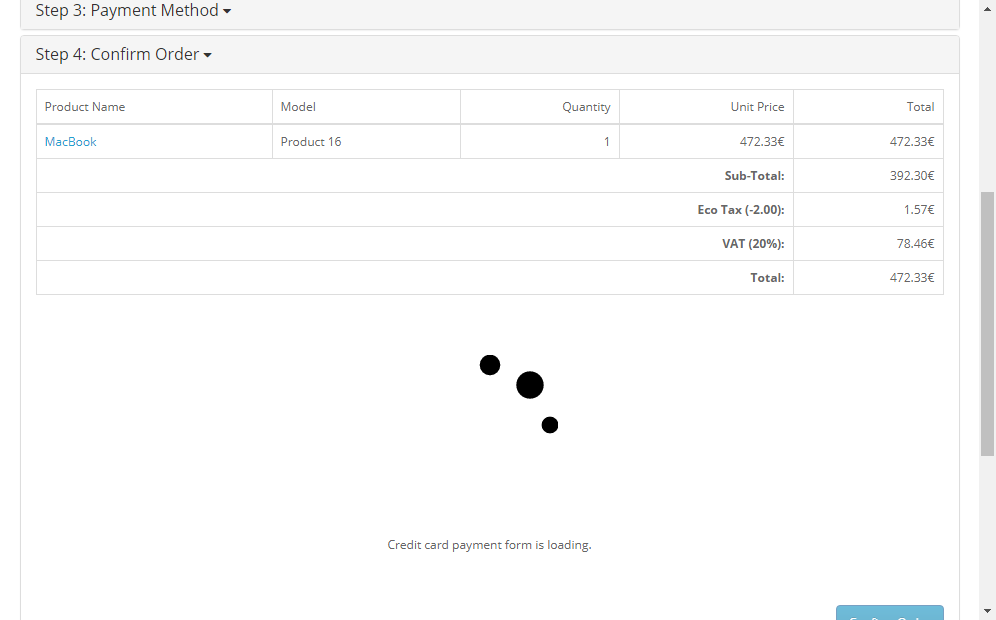 Step 3: Payment Method
Step 4: Confirm Order
Product Name Model Quantity Unit Price Total
MacBook Product 16 1 472.33€ 472.33€
Sub-Total: 392.30€
Eco Tax (-2.00): 1.57€
VAT (20%): 78.46€
Total: 472.33€
Credit card payment form is loading.